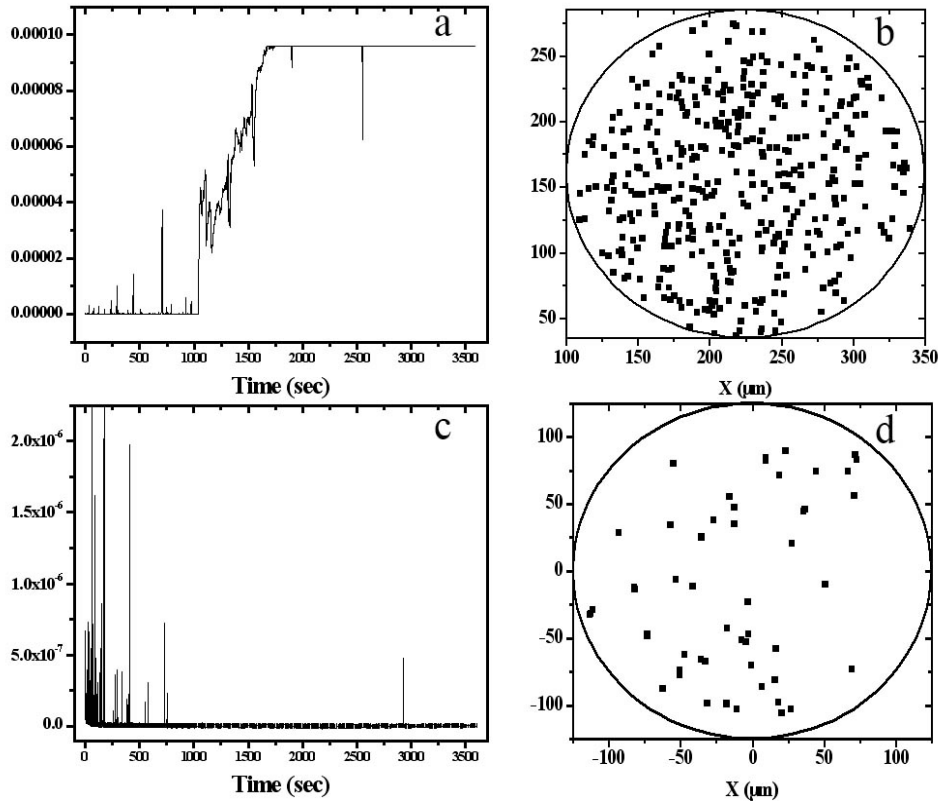 a
0.00010
0.00008
0.00006
0.00004
0.00002
0.00000
0 500 1000 1500 2000 2500 3000 3500
Time (sec)
b
250
200
150
100
50
100 150 200 250 300 350
X (µm)
c
2.0x10⁻⁶
1.5x10⁻⁶
1.0x10⁻⁶
5.0x10⁻⁷
0.0
0 500 1000 1500 2000 2500 3000 3500
Time (sec)
d
100
50
0
-50
-100
-100 -50 0 50 100
X (µm)